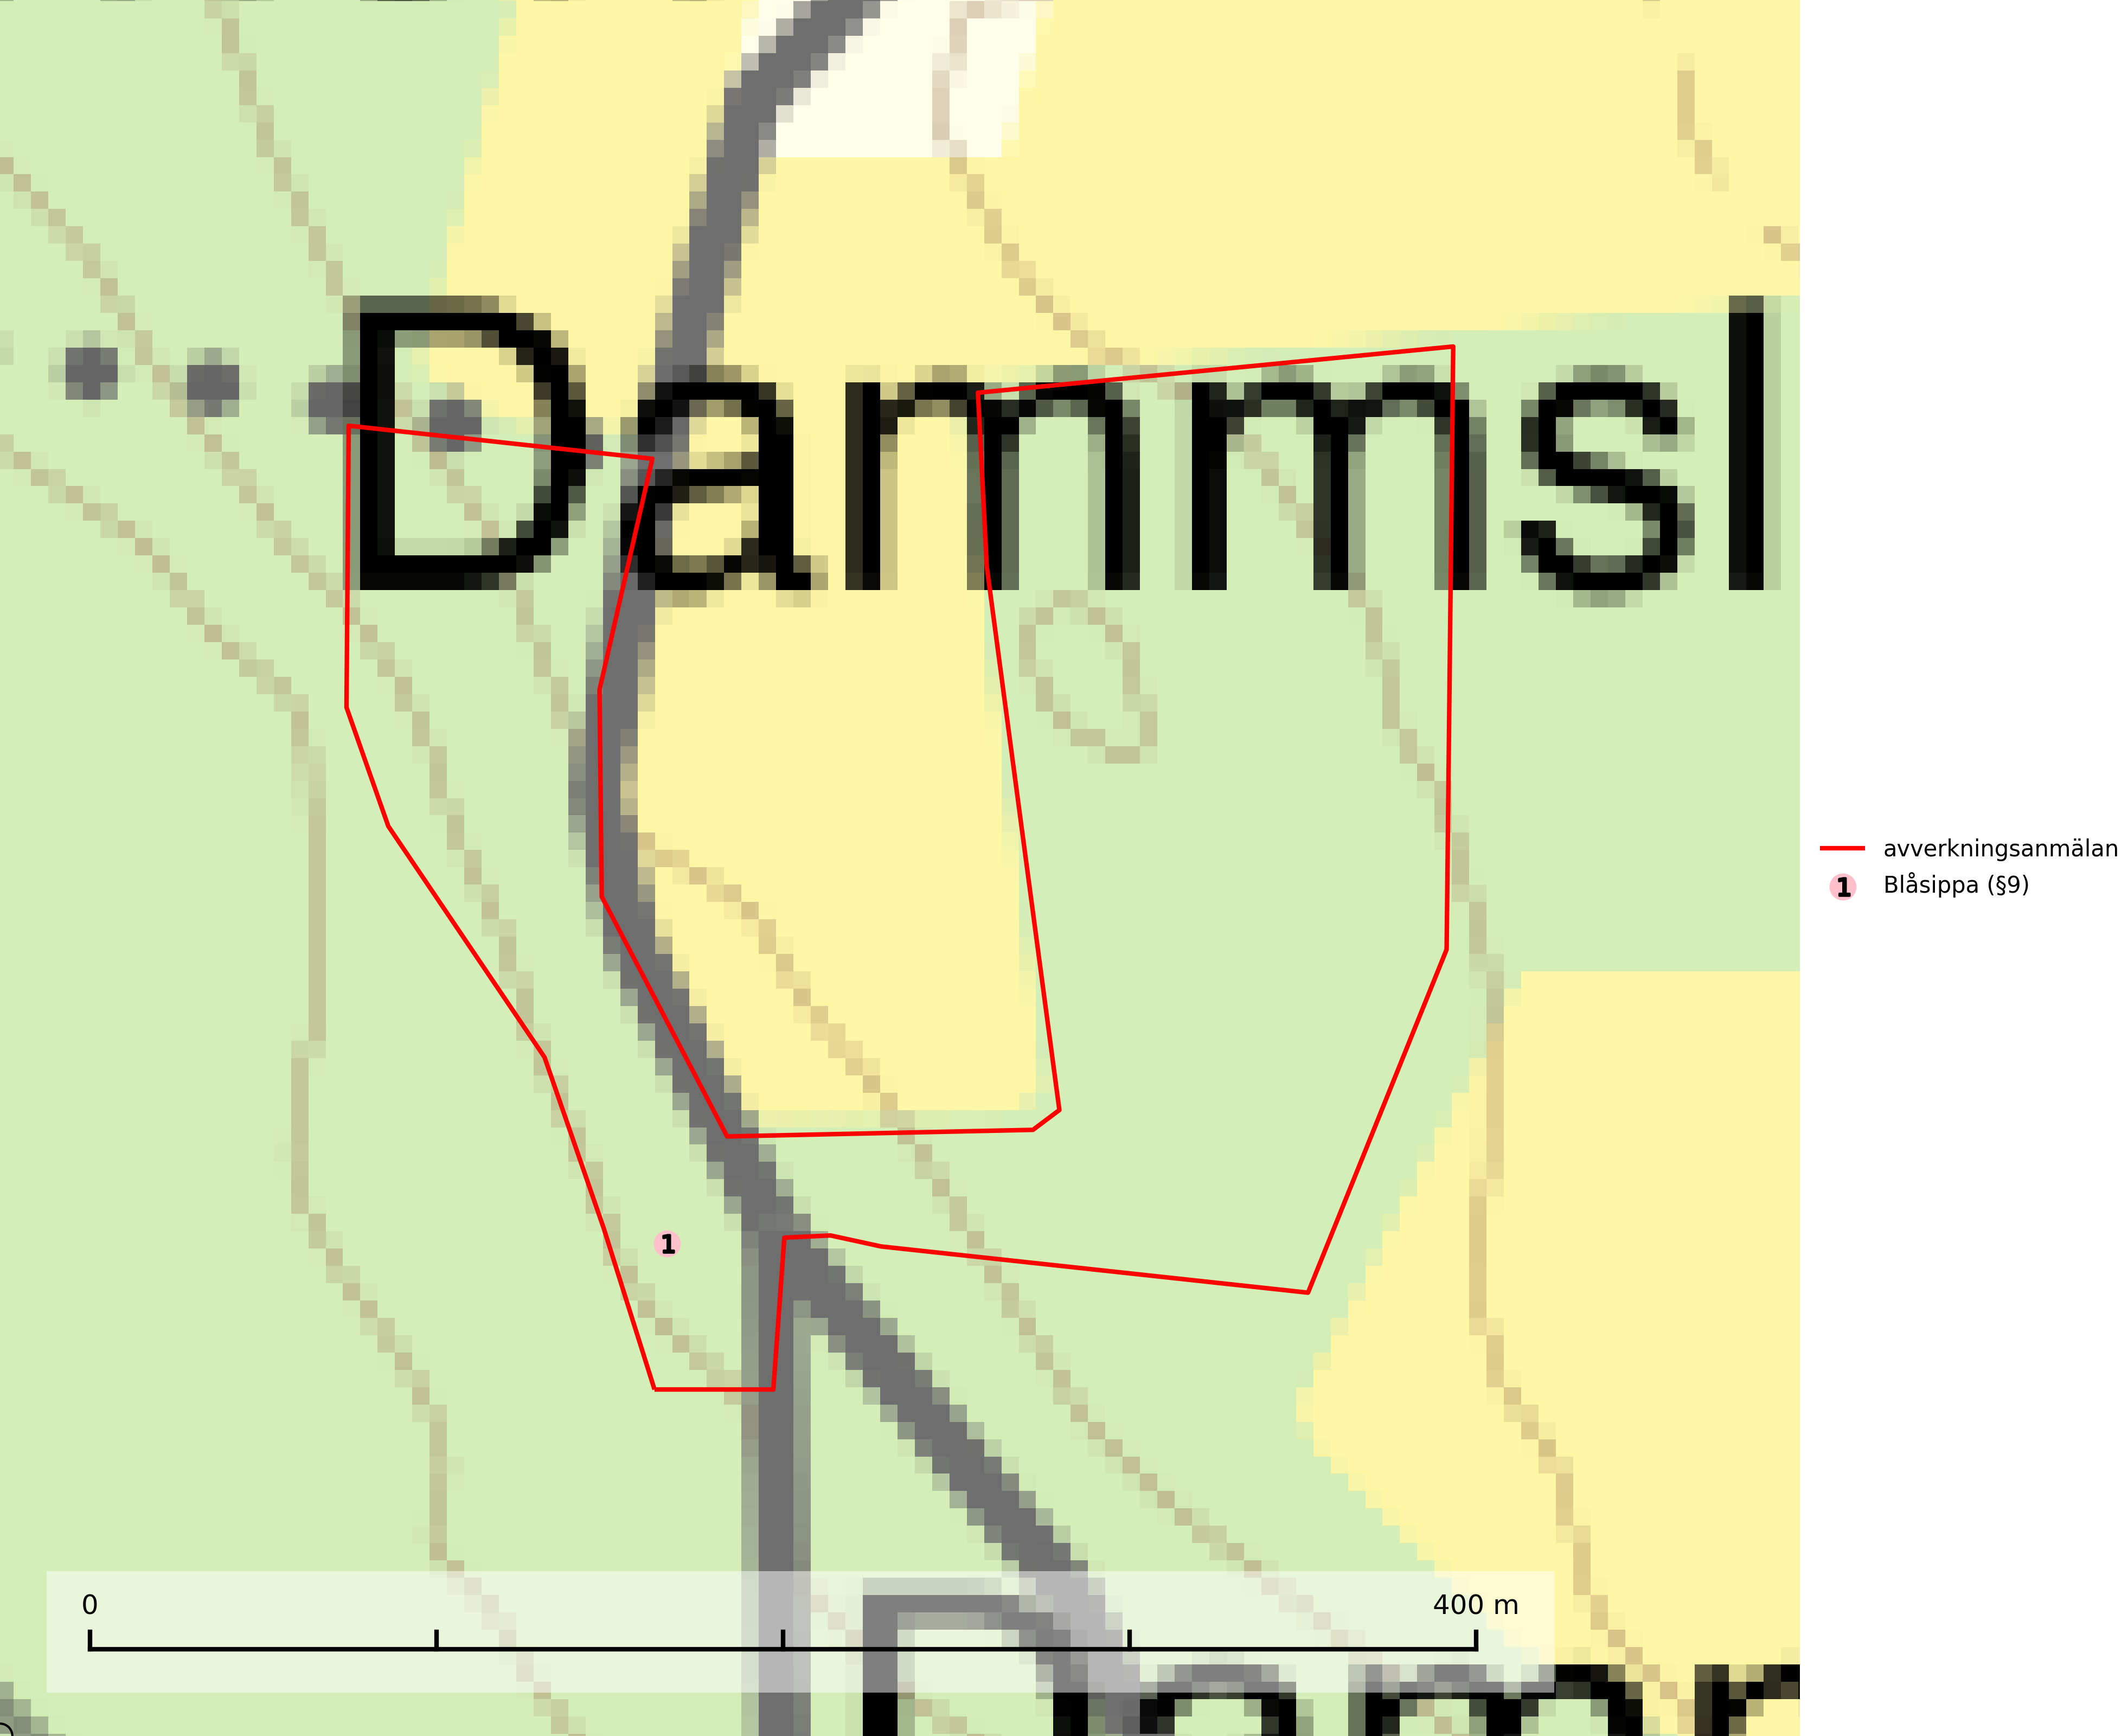 Dammsl
avverkningsanmälan
1 Blåsippa (§9)
1
0 400 m